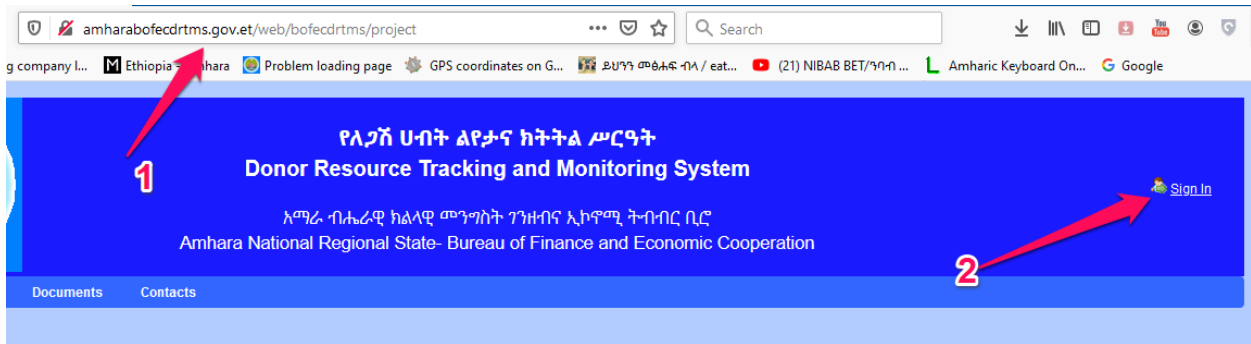 amharabofecdrtms.gov.et/web/bofecdrtms/project ••• Search You Tube
g company l... M Ethiopia - Amhara Problem loading page GPS coordinates on G... ይህንን መፅሐፍ ብላ / eat... (21) NIBAB BET/ንባብ ... L Amharic Keyboard On... G Google
የለጋሽ ሀብት ልየታና ክትትል ሥርዓት
Donor Resource Tracking and Monitoring System
Sign In
አማራ ብሔራዊ ክልላዊ መንግስት ገንዘብና ኢኮኖሚ ትብብር ቢሮ
Amhara National Regional State- Bureau of Finance and Economic Cooperation
1
2
Documents Contacts